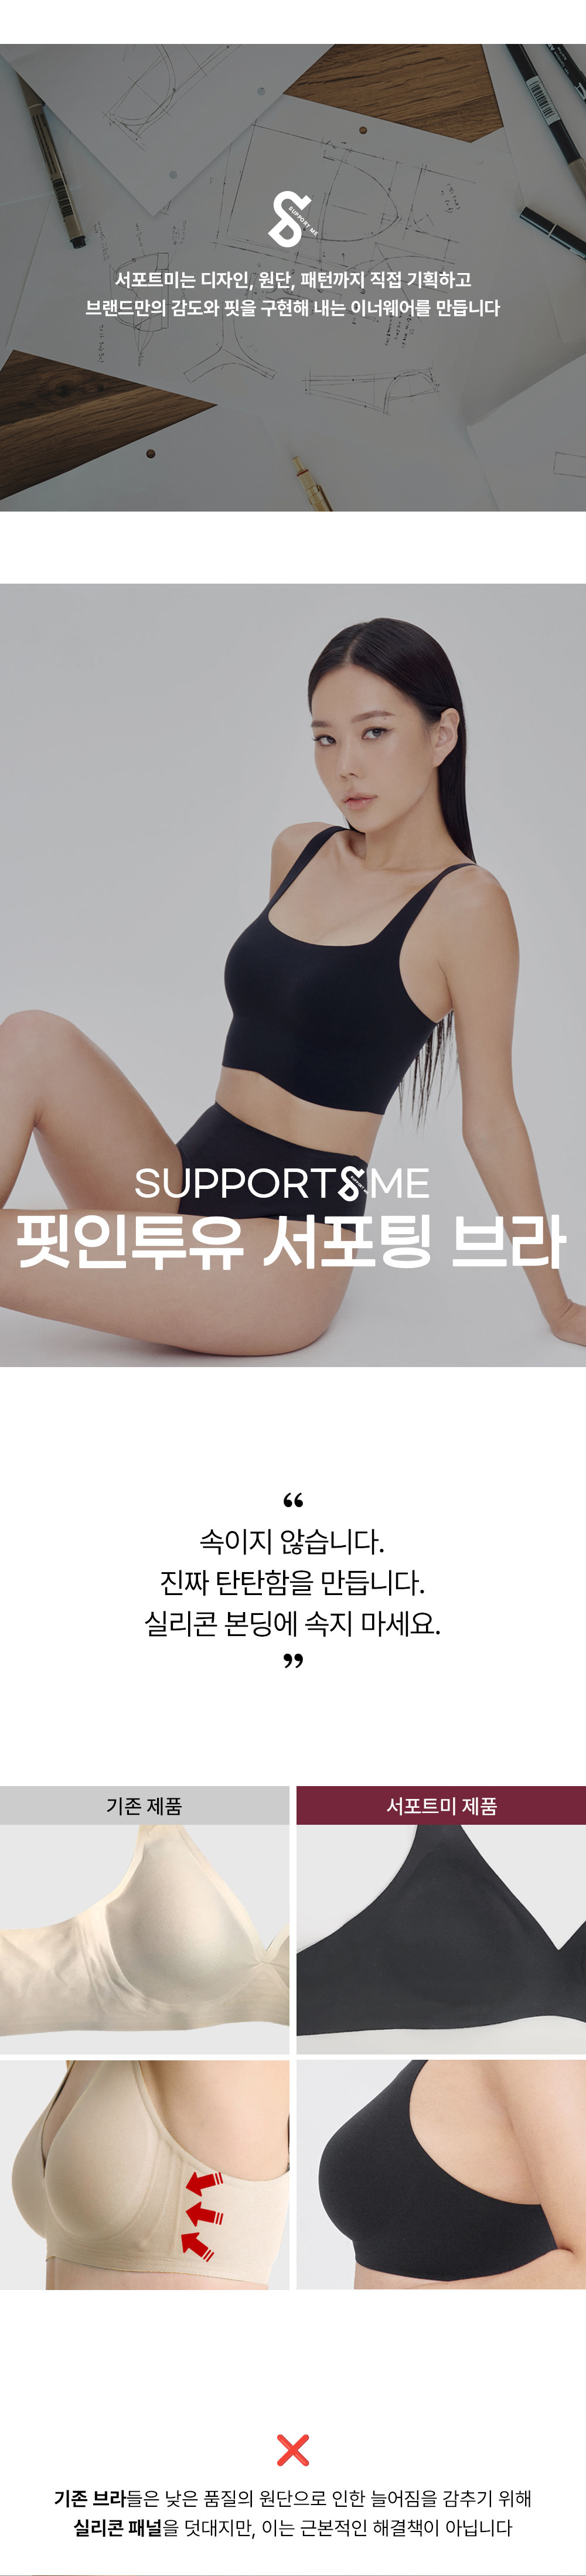 SUPPORT ME
서포트미는 디자인, 원단, 패턴까지 직접 기획하고
브랜드만의 감도와 핏을 구현해 내는 이너웨어를 만듭니다
SUPPORT ME
핏인투유 서포팅 브라
“
속이지 않습니다.
진짜 탄탄함을 만듭니다.
실리콘 본딩에 속지 마세요.
”
기존 제품
서포트미 제품
기존 브라들은 낮은 품질의 원단으로 인한 늘어짐을 감추기 위해
실리콘 패널을 덧대지만, 이는 근본적인 해결책이 아닙니다